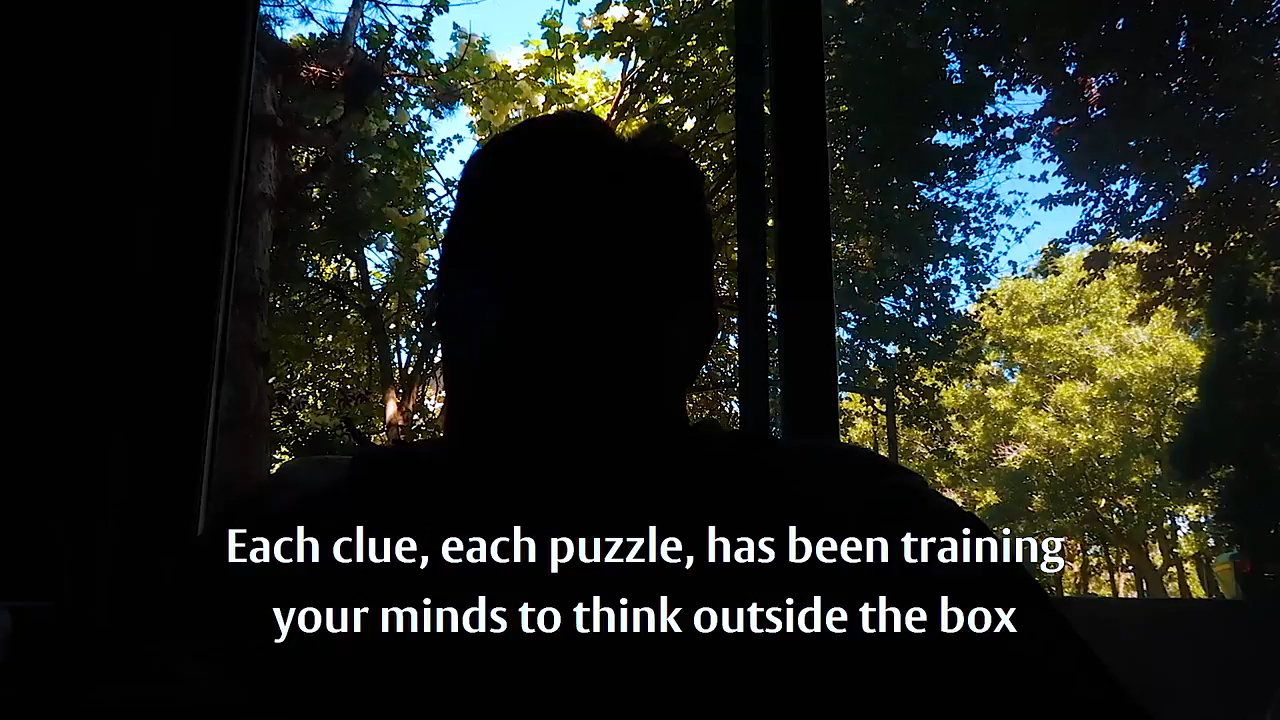 Each clue, each puzzle, has been training
your minds to think outside the box